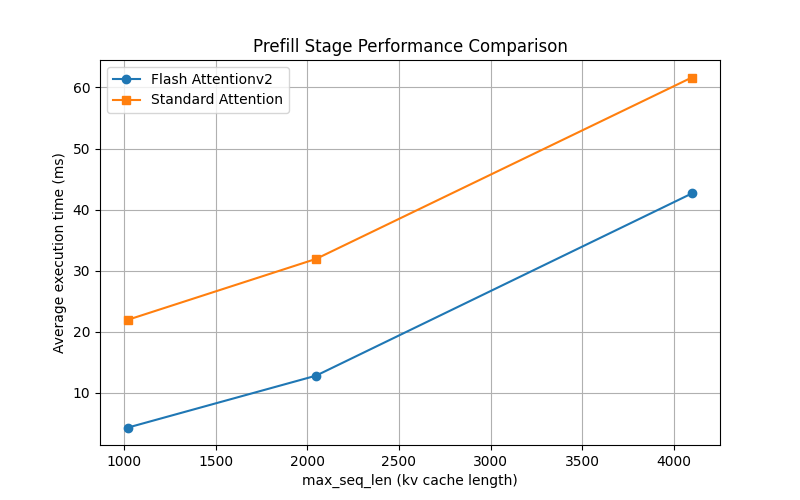 Prefill Stage Performance Comparison
Flash Attentionv2
Standard Attention
Average execution time (ms)
60
50
40
30
20
10
1000 1500 2000 2500 3000 3500 4000
max_seq_len (kv cache length)